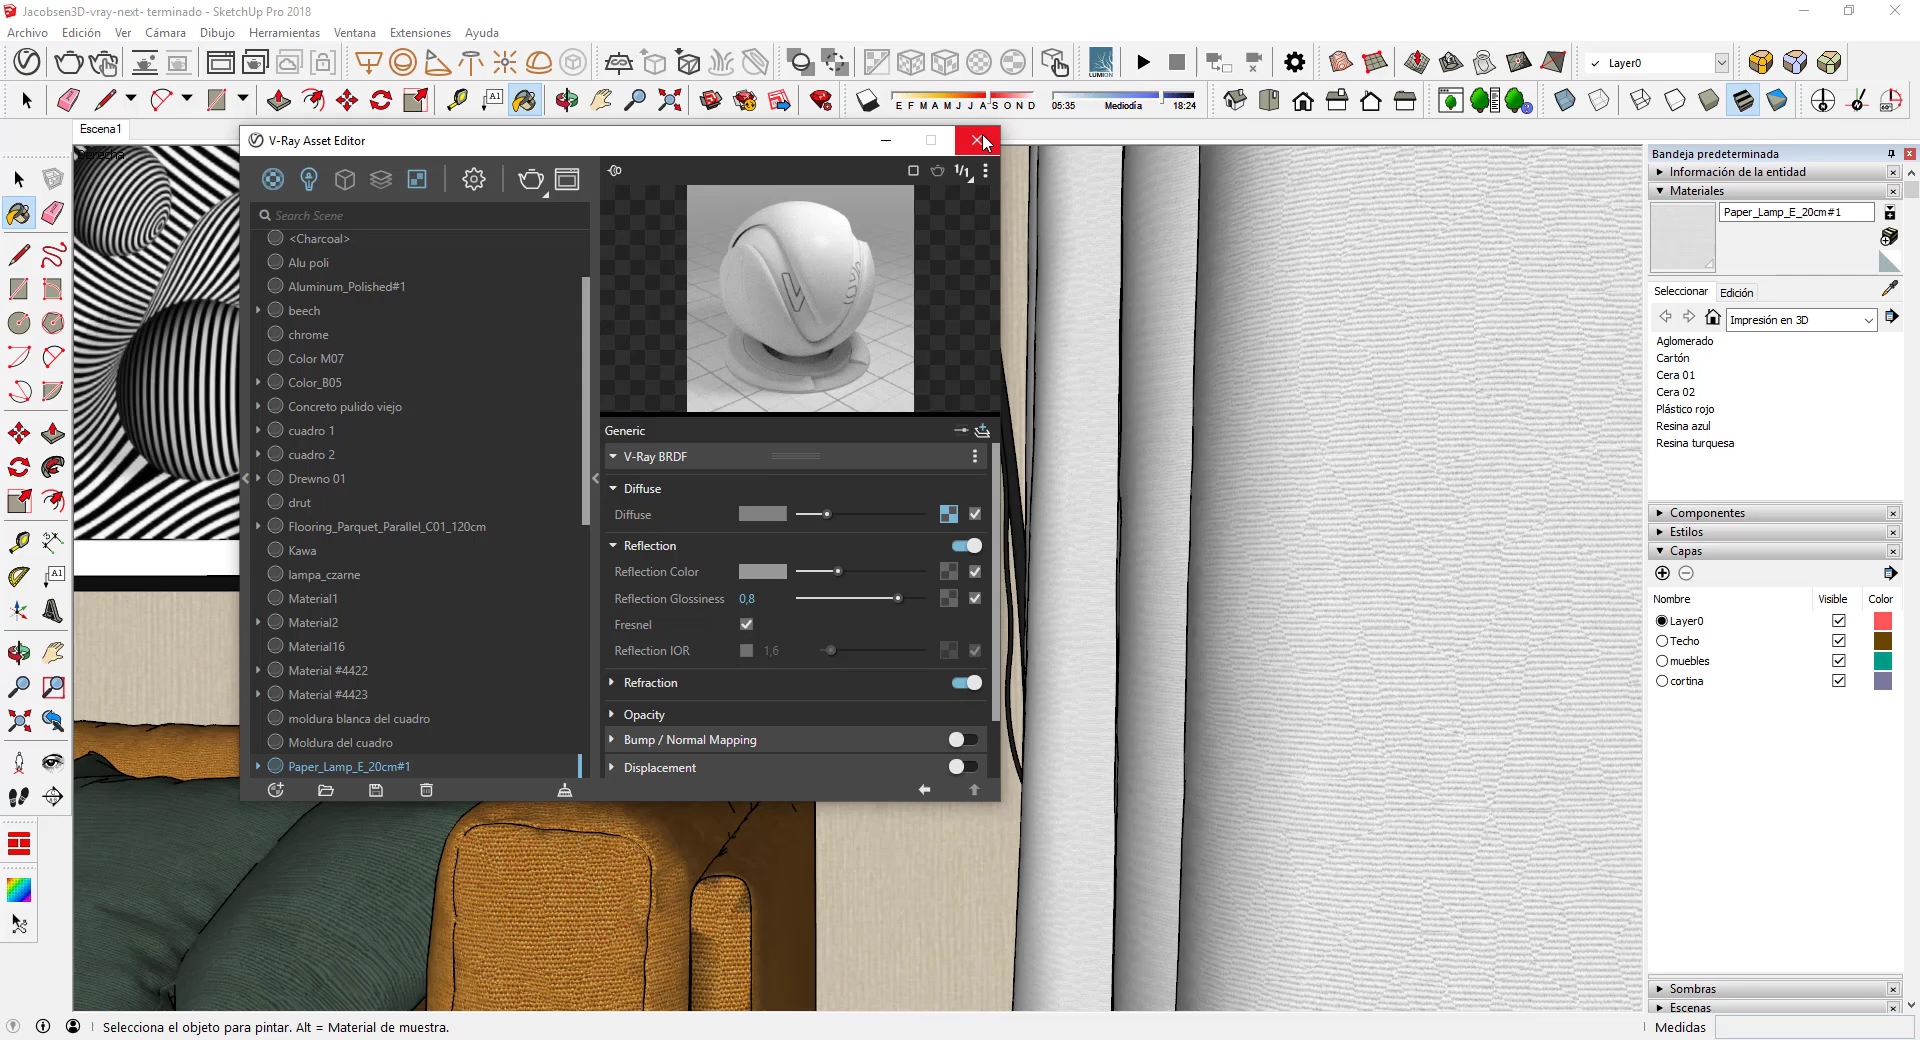 Jacobsen3D-vray-next- terminado - SketchUp Pro 2018
Archivo Edición Ver Cámara Dibujo Herramientas Ventana Extensiones Ayuda
LUMION
Layer0
A1
E F M A M J J A S O N D
05:35 Mediodía 18:24
Escena1
V-Ray Asset Editor
Search Scene
<Charcoal>
Alu poli
Aluminum_Polished#1
beech
chrome
Color M07
Color_B05
Concreto pulido viejo
cuadro 1
cuadro 2
Drewno 01
drut
Flooring_Parquet_Parallel_C01_120cm
Kawa
lampa_czarne
Material1
Material2
Material16
Material #4422
Material #4423
moldura blanca del cuadro
Moldura del cuadro
Paper_Lamp_E_20cm#1
1/1
Generic
V-Ray BRDF
Diffuse
Diffuse
Reflection
Reflection Color
Reflection Glossiness 0,8
Fresnel
Reflection IOR 1,6
Refraction
Opacity
Bump / Normal Mapping
Displacement
A1
Bandeja predeterminada
Información de la entidad
Materiales
Paper_Lamp_E_20cm#1
Seleccionar Edición
Impresión en 3D
Aglomerado
Cartón
Cera 01
Cera 02
Plástico rojo
Resina azul
Resina turquesa
Componentes
Estilos
Capas
Nombre Visible Color
Layer0
Techo
muebles
cortina
Sombras
Escenas
Selecciona el objeto para pintar. Alt = Material de muestra.
Medidas